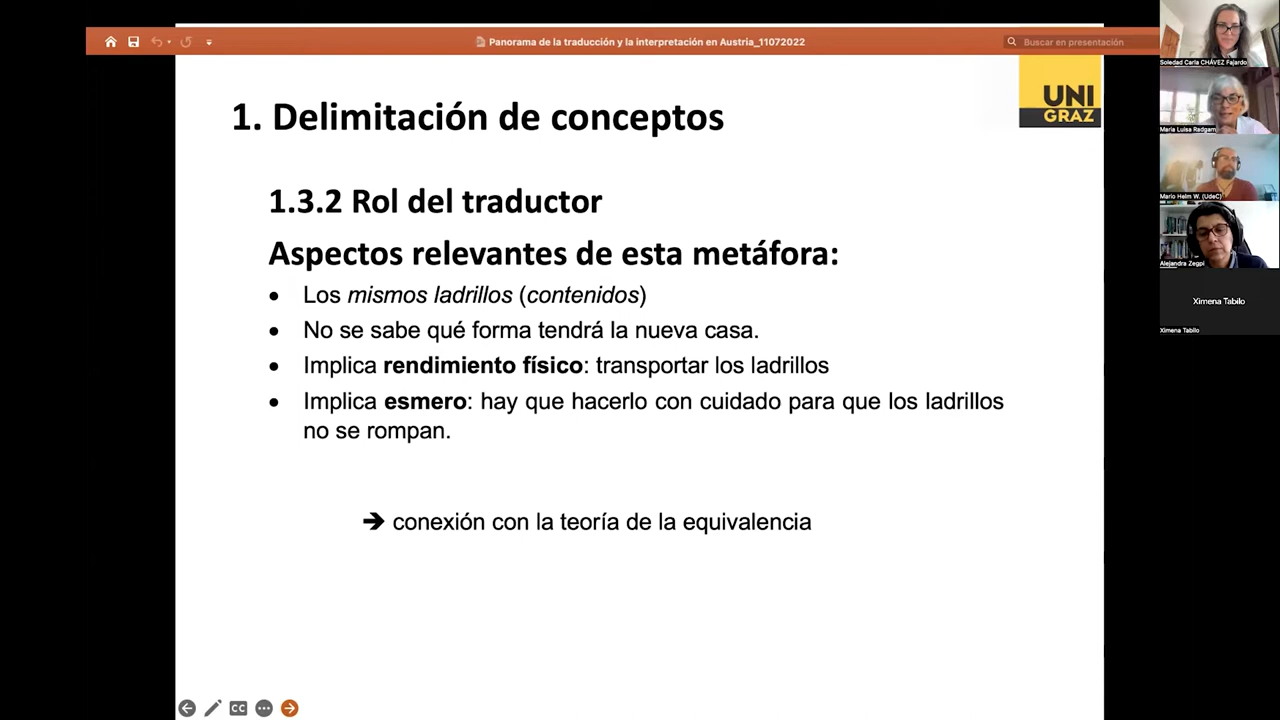 Panorama de la traducción y la interpretación en Austria_11072022
Buscar en presentación
UNI
GRAZ
1. Delimitación de conceptos
1.3.2 Rol del traductor
Aspectos relevantes de esta metáfora:
• Los mismos ladrillos (contenidos)
• No se sabe qué forma tendrá la nueva casa.
• Implica rendimiento físico: transportar los ladrillos
• Implica esmero: hay que hacerlo con cuidado para que los ladrillos
no se rompan.
➔ conexión con la teoría de la equivalencia
CC
Soledad Carla CHÁVEZ Fajardo
María Luisa Radgam
Mario Helm W. (UdeC)
Alejandra Zegpi
Ximena Tabilo
Ximena Tabilo